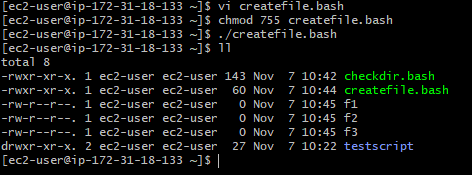 [ec2-user@ip-172-31-18-133 ~]$ vi createfile.bash
[ec2-user@ip-172-31-18-133 ~]$ chmod 755 createfile.bash
[ec2-user@ip-172-31-18-133 ~]$ ./createfile.bash
[ec2-user@ip-172-31-18-133 ~]$ ll
total 8
-rwxr-xr-x. 1 ec2-user ec2-user 143 Nov  7 10:42 checkdir.bash
-rwxr-xr-x. 1 ec2-user ec2-user  60 Nov  7 10:44 createfile.bash
-rw-r--r--. 1 ec2-user ec2-user   0 Nov  7 10:45 f1
-rw-r--r--. 1 ec2-user ec2-user   0 Nov  7 10:45 f2
-rw-r--r--. 1 ec2-user ec2-user   0 Nov  7 10:45 f3
drwxr-xr-x. 2 ec2-user ec2-user  27 Nov  7 10:22 testscript
[ec2-user@ip-172-31-18-133 ~]$